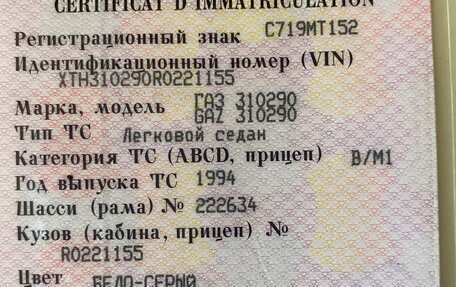 CERTIFICAT D'IMMATRICULATION
Регистрационный знак С719МТ152
Идентификационный номер (VIN)
XTH310290R0221155
Марка, модель ГАЗ 310290
GAZ 310290
Тип ТС Легковой седан
Категория ТС (ABCD, прицеп) B/M1
Год выпуска ТС 1994
Шасси (рама) № 222634
Кузов (кабина, прицеп) №
R0221155
Цвет БЕЛО-СЕРЫЙ